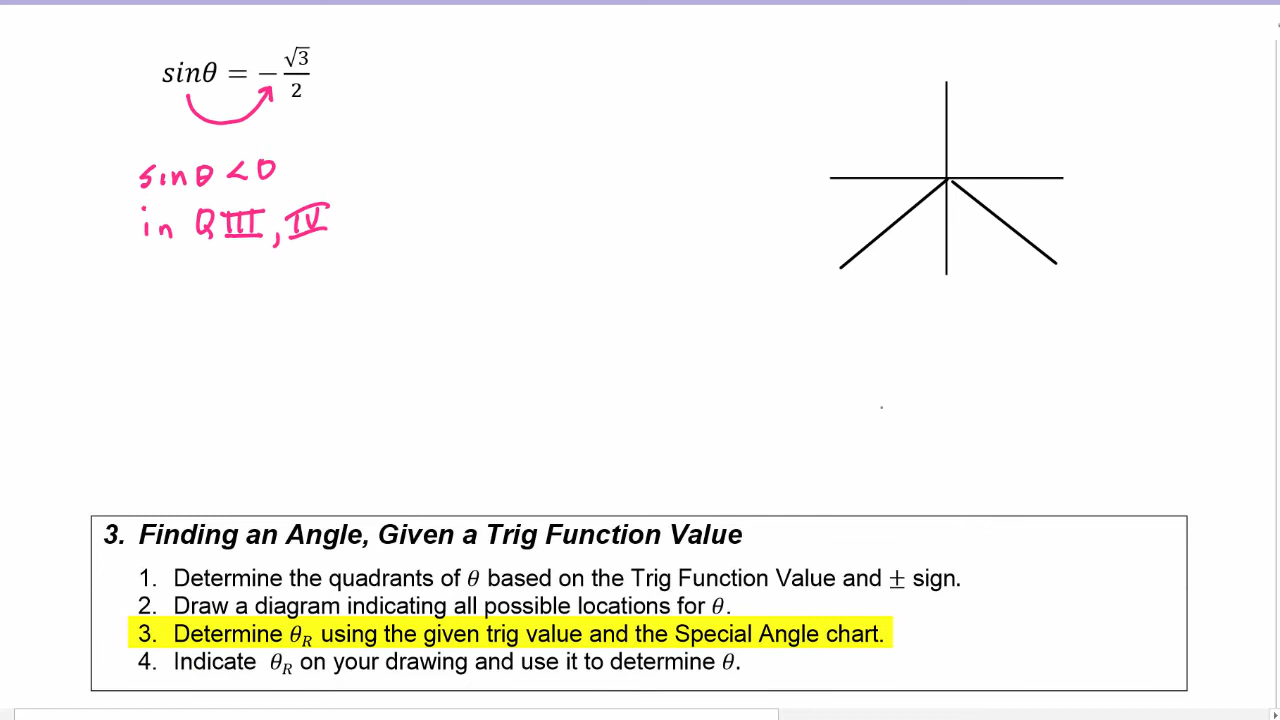 sinθ = −√3/2
sinθ < 0
in QIII, IV
3. Finding an Angle, Given a Trig Function Value
1. Determine the quadrants of θ based on the Trig Function Value and ± sign.
2. Draw a diagram indicating all possible locations for θ.
3. Determine θ_R using the given trig value and the Special Angle chart.
4. Indicate θ_R on your drawing and use it to determine θ.